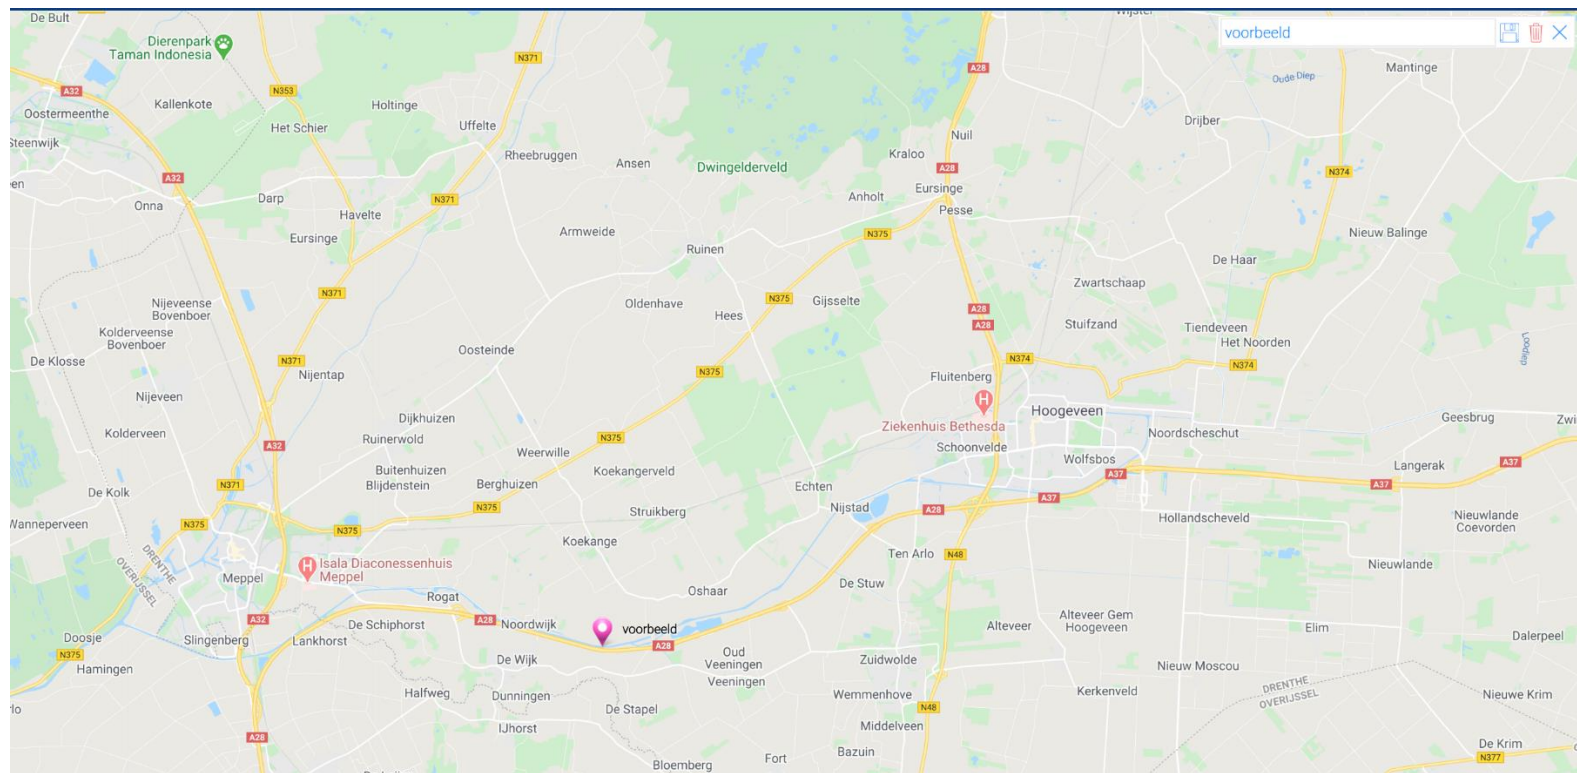 De Bult
Wijster
voorbeeld
Dierenpark
Taman Indonesia
N371
A28
Mantinge
Oude Diep
A32
N353
Kallenkote
Holtinge
Oostermeenthe
Het Schier
Uffelte
Drijber
Nuil
Steenwijk
Rheebruggen
Ansen
Dwingelderveld
Kraloo
A28
N374
A32
Eursinge
Onna
Darp
N371
Anholt
Pesse
Havelte
Armweide
N375
Nieuw Balinge
Eursinge
Ruinen
De Haar
Zwartschaap
N371
Nijeveense
Bovenboer
Oldenhave
N375
Gijsselte
Hees
A28
A28
Stuifzand
Tiendeveen
Kolderveense
Bovenboer
Het Noorden
Loodiep
De Klosse
N371
Oosteinde
N374
N374
Nijentap
N375
Fluitenberg
Nijeveen
Hoogeveen
Dijkhuizen
Ziekenhuis Bethesda
Geesbrug
Zwi
Kolderveen
Ruinerwold
N375
Noordscheschut
A32
Weerwille
Schoonvelde
Wolfsbos
Langerak
A37
Buitenhuizen
Koekangerveld
A37
Blijdenstein
Berghuizen
Echten
N371
A37
De Kolk
A37
N375
Nijstad
A28
Struikberg
Hollandscheveld
Nieuwlande
Coevorden
Wanneperveen
N375
N375
Koekange
Ten Arlo
N48
DRENTHE
OVERIJSSEL
Isala Diaconessenhuis
Meppel
Meppel
Nieuwlande
De Stuw
Oshaar
Rogat
A32
De Schiphorst
A28
Noordwijk
voorbeeld
Alteveer
Alteveer Gem
Hoogeveen
Elim
Doosje
Slingenberg
Lankhorst
A28
Dalerpeel
N375
Hamingen
De Wijk
Oud
Veeningen
Zuidwolde
Nieuw Moscou
Veeningen
Halfweg
Dunningen
Wemmenhove
Kerkenveld
DRENTHE
OVERIJSSEL
Nieuwe Krim
De Stapel
N48
IJhorst
Middelveen
A28
Bazuin
De Krim
Fort
N377
Bloemberg